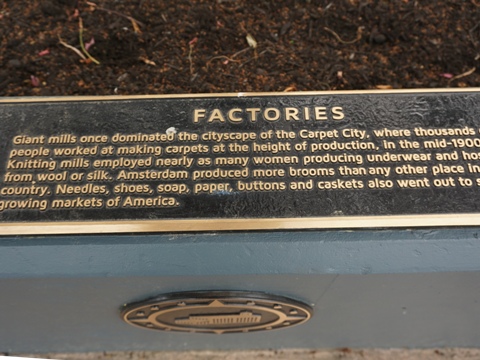 FACTORIES
Giant mills once dominated the cityscape of the Carpet City, where thousands
people worked at making carpets at the height of production, in the mid-1900
Knitting mills employed nearly as many women producing underwear and hos
from wool or silk. Amsterdam produced more brooms than any other place in
country. Needles, shoes, soap, paper, buttons and caskets also went out to s
growing markets of America.